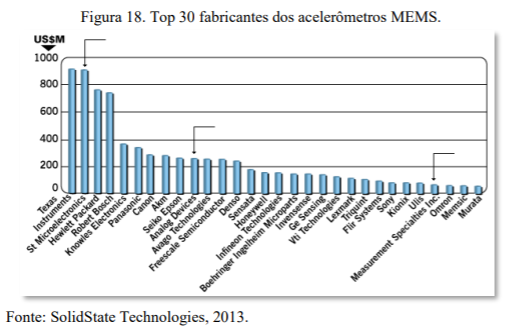 Figura 18. Top 30 fabricantes dos acelerômetros MEMS.
US$M
1000
800
600
400
200
0
Texas
Instruments
St Microelectronics
Hewlett Packard
Robert Bosch
Knowles Electronics
Panasonic
Canon
Akm
Seiko Epson
Analog Devices
Avago Technologies
Freescale Semiconductor
Denso
Sensata
Honeywell
Infineon Technologies
Boehringer Ingelheim Microparts
Invensense
Ge Sensing
Vti Technologies
Lexmark
Triquint
Flir Systems
Sony
Kionix
Ulis
Measurement Specialties Inc.
Omron
Memsic
Murata
Fonte: SolidState Technologies, 2013.